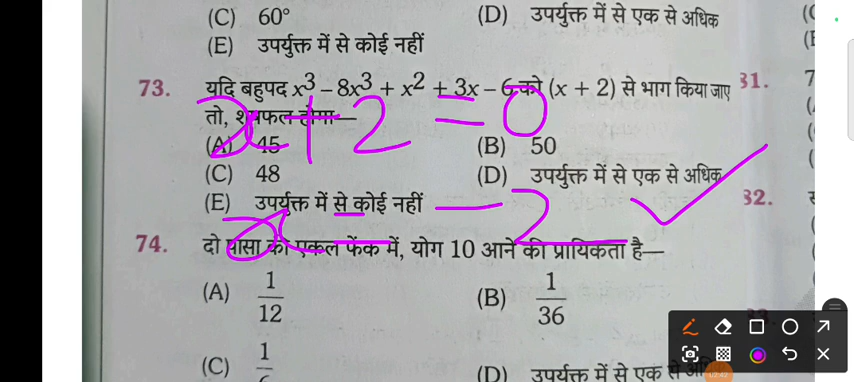 (C) 60°
(D) उपर्युक्त में से एक से अधिक
(E) उपर्युक्त में से कोई नहीं
73. यदि बहुपद x³ – 8x³ + x² + 3x – 6 को (x + 2) से भाग किया जाए
तो, शेषफल होगा—
x + 2 = 0
(A) 45
(B) 50
(C) 48
(D) उपर्युक्त में से एक से अधिक
(E) उपर्युक्त में से कोई नहीं
x = – 2
74. दो पासा को एकल फेंक में, योग 10 आने की प्रायिकता है—
(A) 1/12
(B) 1/36
(C) 1
(D) उपर्युक्त में से एक से अधिक
31.
32.